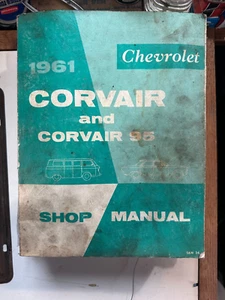 1961
Chevrolet
CORVAIR
and
CORVAIR 95
SHOP MANUAL